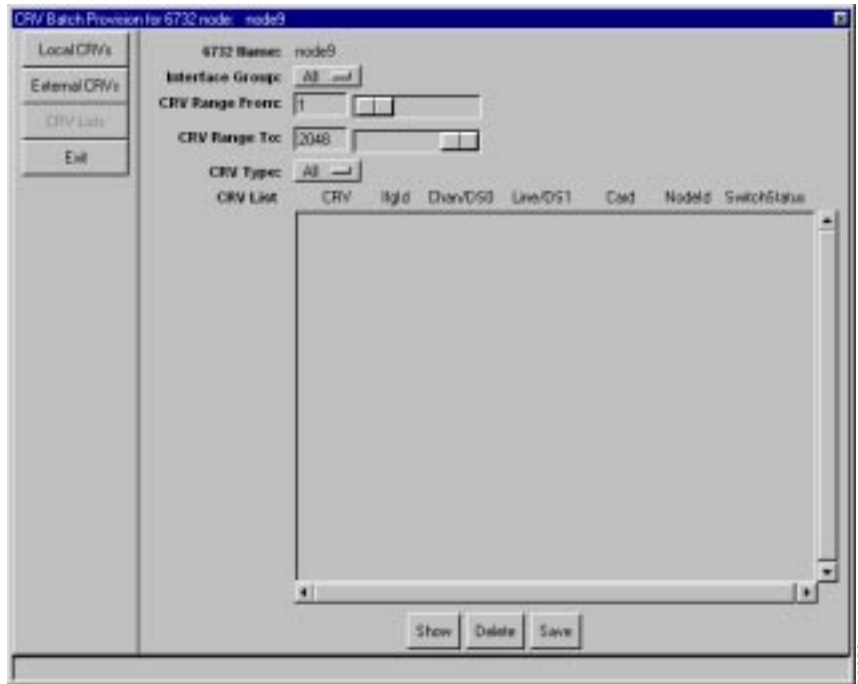 CRV Batch Provision for 6732 node: node9
Local CRVs
External CRVs
CRV Lists
Exit
6732 Name: node9
Interface Group: All
CRV Range From: 1
CRV Range To: 2048
CRV Type: All
CRV List CRV IfgId Chan/DS0 Line/DS1 Card NodeId SwitchStatus
Show Delete Save